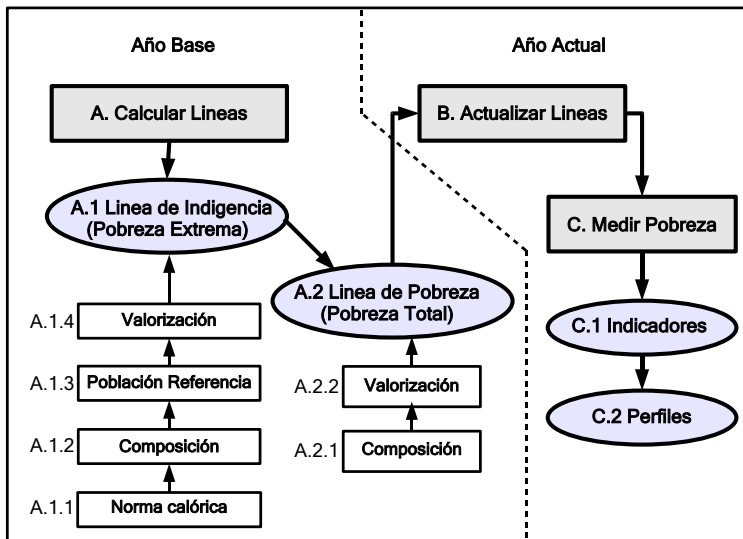 Año Base
Año Actual
A. Calcular Lineas
B. Actualizar Lineas
A.1 Linea de Indigencia
(Pobreza Extrema)
C. Medir Pobreza
A.2 Linea de Pobreza
(Pobreza Total)
A.1.4 Valorización
C.1 Indicadores
A.1.3 Población Referencia
A.2.2 Valorización
C.2 Perfiles
A.1.2 Composición
A.2.1 Composición
A.1.1 Norma calórica